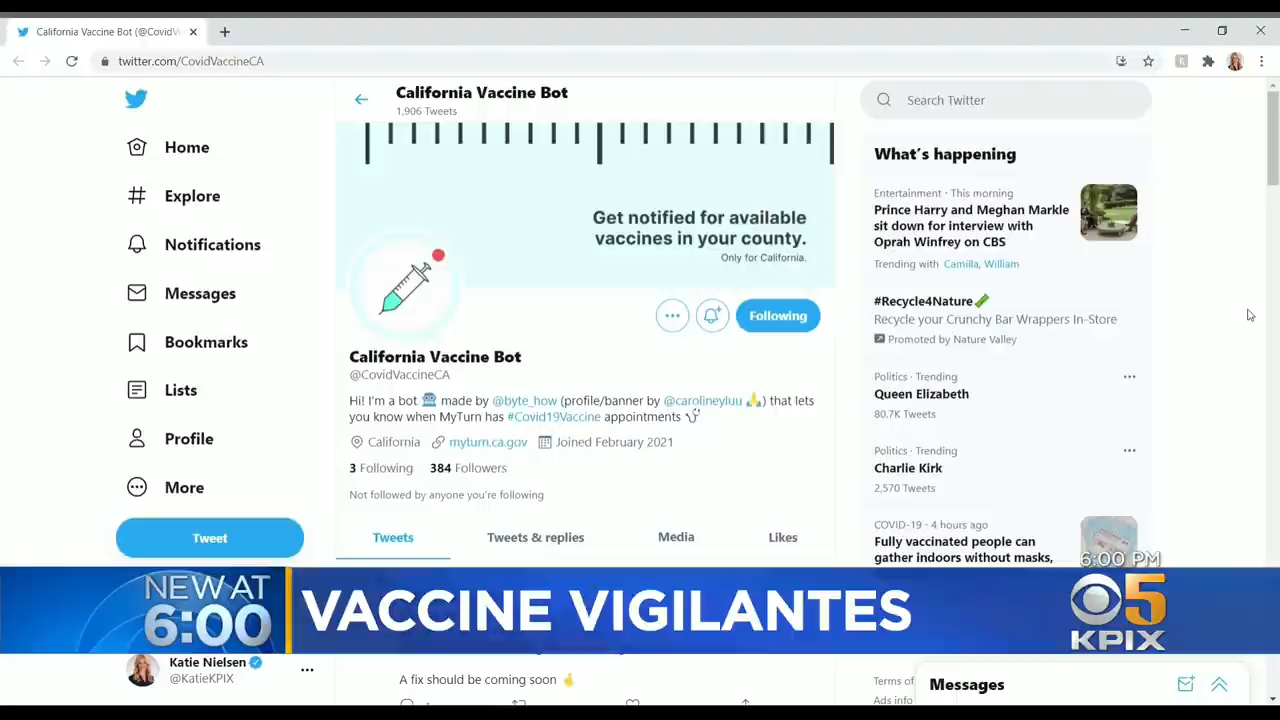 California Vaccine Bot (@CovidV
twitter.com/CovidVaccineCA
California Vaccine Bot
1,906 Tweets
Search Twitter
Home
Explore
Notifications
Messages
Bookmarks
Lists
Profile
More
Tweet
Get notified for available
vaccines in your county.
Only for California.
Following
California Vaccine Bot
@CovidVaccineCA
Hi! I'm a bot 🤖 made by @byte_how (profile/banner by @carolineyluu 🙏) that lets
you know when MyTurn has #Covid19Vaccine appointments 🩺
California myturn.ca.gov Joined February 2021
3 Following 384 Followers
Not followed by anyone you're following
Tweets Tweets & replies Media Likes
What's happening
Entertainment · This morning
Prince Harry and Meghan Markle
sit down for interview with
Oprah Winfrey on CBS
Trending with Camilla, William
#Recycle4Nature
Recycle your Crunchy Bar Wrappers In-Store
Promoted by Nature Valley
Politics · Trending
Queen Elizabeth
80.7K Tweets
Politics · Trending
Charlie Kirk
2,570 Tweets
COVID-19 · 4 hours ago
Fully vaccinated people can
gather indoors without masks,
6:00 PM
NEW AT
6:00
VACCINE VIGILANTES
5
KPIX
Katie Nielsen
@KatieKPIX
A fix should be coming soon 🤞
Terms of
Ads info
Messages